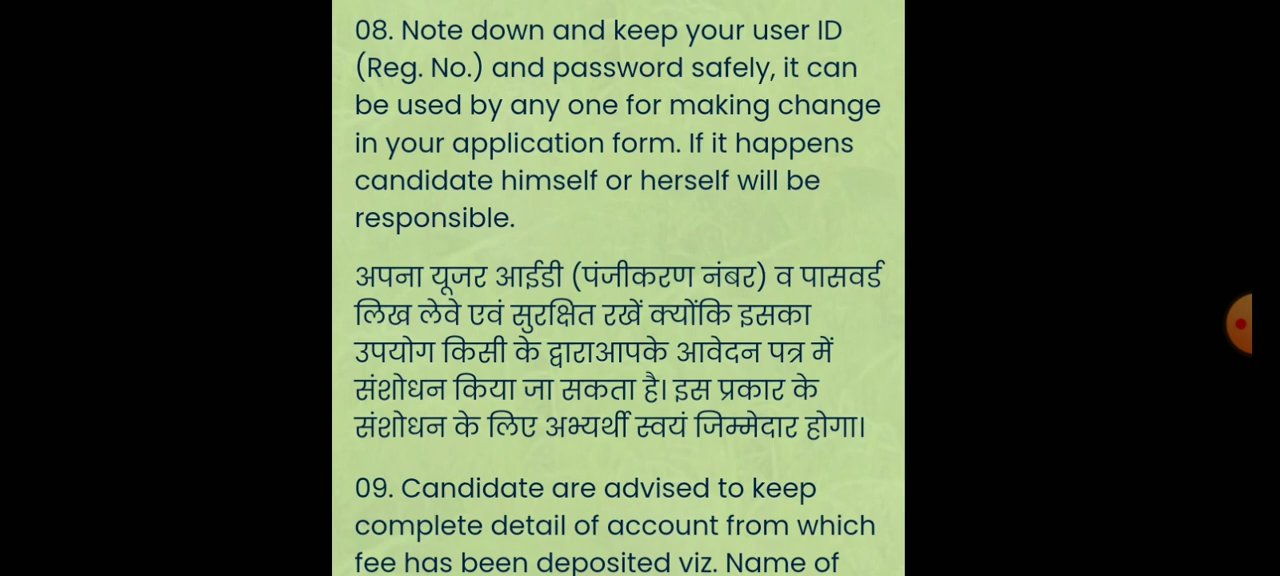 08. Note down and keep your user ID
(Reg. No.) and password safely, it can
be used by any one for making change
in your application form. If it happens
candidate himself or herself will be
responsible.
अपना यूजर आईडी (पंजीकरण नंबर) व पासवर्ड
लिख लेवे एवं सुरक्षित रखें क्योंकि इसका
उपयोग किसी के द्वाराआपके आवेदन पत्र में
संशोधन किया जा सकता है। इस प्रकार के
संशोधन के लिए अभ्यर्थी स्वयं जिम्मेदार होगा।
09. Candidate are advised to keep
complete detail of account from which
fee has been deposited viz. Name of